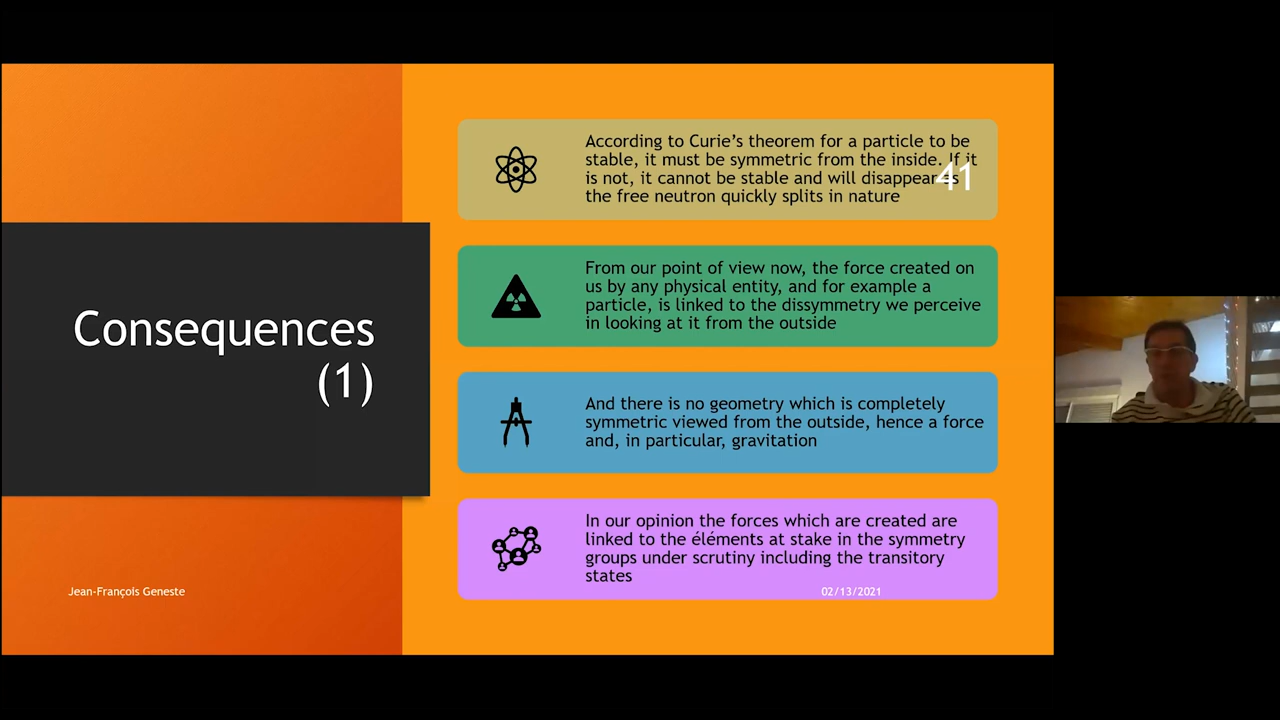 Consequences
(1)
According to Curie's theorem for a particle to be
stable, it must be symmetric from the inside. If it
is not, it cannot be stable and will disappear as
the free neutron quickly splits in nature
41
From our point of view now, the force created on
us by any physical entity, and for example a
particle, is linked to the dissymmetry we perceive
in looking at it from the outside
And there is no geometry which is completely
symmetric viewed from the outside, hence a force
and, in particular, gravitation
In our opinion the forces which are created are
linked to the éléments at stake in the symmetry
groups under scrutiny including the transitory
states
Jean-François Geneste
02/13/2021